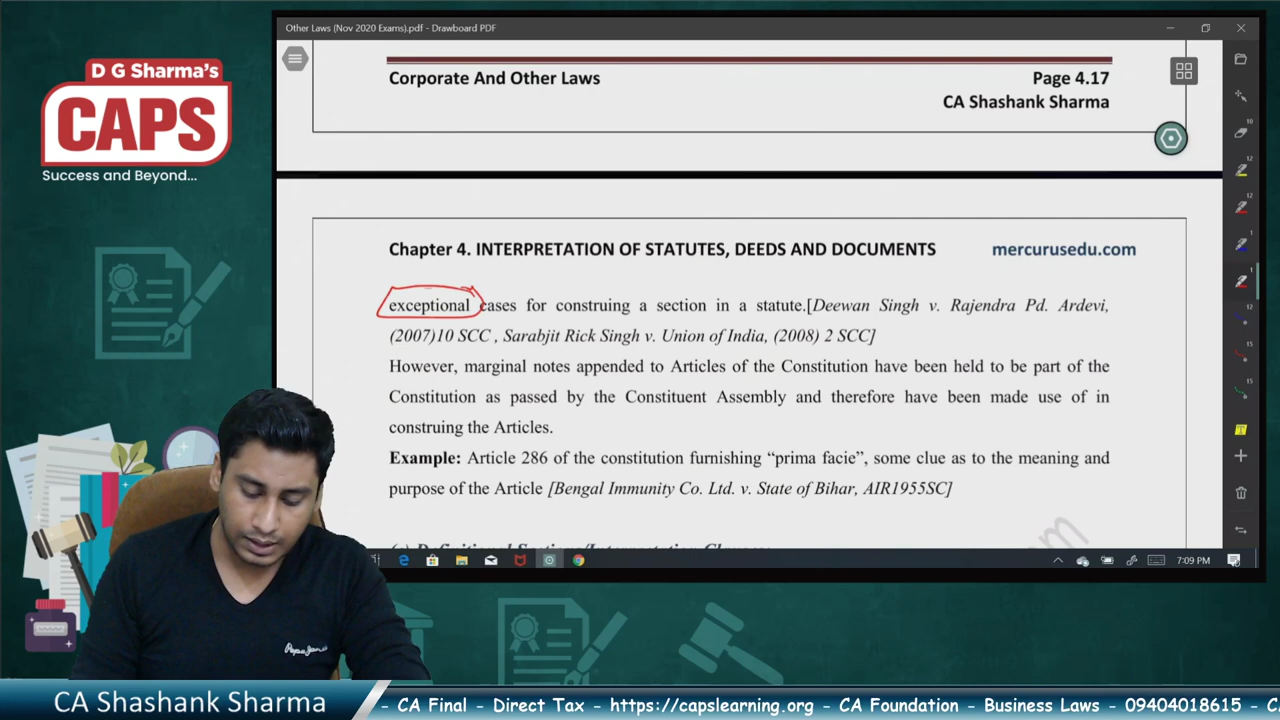 D G Sharma's
CAPS
Success and Beyond...
Other Laws (Nov 2020 Exams).pdf - Drawboard PDF
Corporate And Other Laws
Page 4.17
CA Shashank Sharma
Chapter 4. INTERPRETATION OF STATUTES, DEEDS AND DOCUMENTS
mercurusedu.com
exceptional cases for construing a section in a statute.[Deewan Singh v. Rajendra Pd. Ardevi,
(2007)10 SCC , Sarabjit Rick Singh v. Union of India, (2008) 2 SCC]
However, marginal notes appended to Articles of the Constitution have been held to be part of the
Constitution as passed by the Constituent Assembly and therefore have been made use of in
construing the Articles.
Example: Article 286 of the constitution furnishing “prima facie”, some clue as to the meaning and
purpose of the Article [Bengal Immunity Co. Ltd. v. State of Bihar, AIR1955SC]
Definitional Sections/Interpretation Clauses
7:09 PM
Pepe Jeans
CA Shashank Sharma
- CA Final - Direct Tax - https://capslearning.org - CA Foundation - Business Laws - 09404018615 -